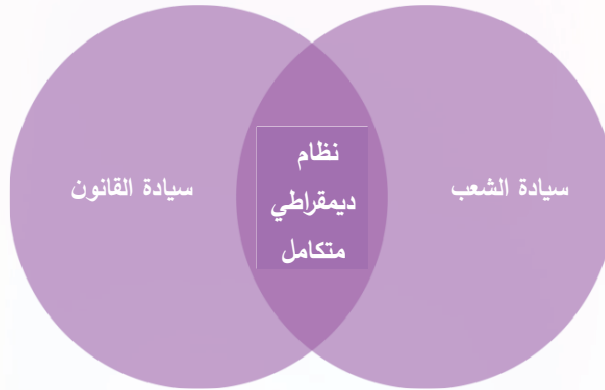 سيادة الشعب
نظام
ديمقراطي
متكامل
سيادة القانون